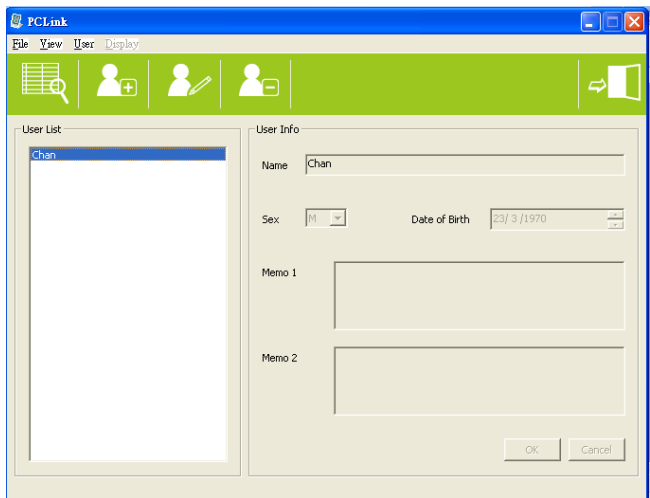 PCLink
File View User Display
User List
Chan
User Info
Name Chan
Sex M Date of Birth 23/ 3 /1970
Memo 1
Memo 2
OK Cancel